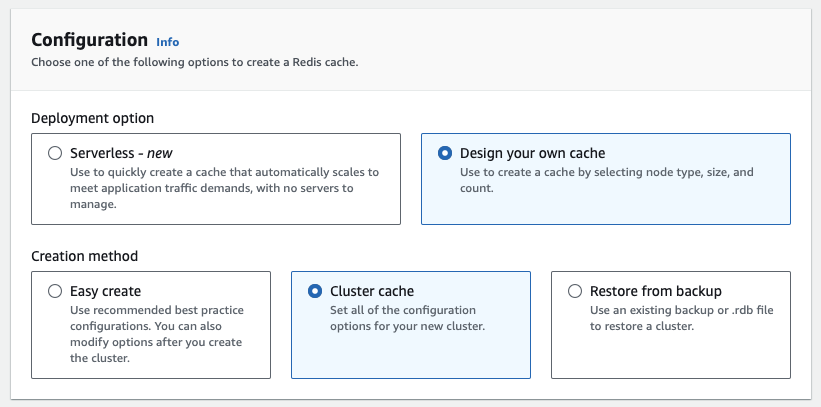 Configuration Info
Choose one of the following options to create a Redis cache.
Deployment option
Serverless - new
Use to quickly create a cache that automatically scales to
meet application traffic demands, with no servers to
manage.
Design your own cache
Use to create a cache by selecting node type, size, and
count.
Creation method
Easy create
Use recommended best practice
configurations. You can also
modify options after you create
the cluster.
Cluster cache
Set all of the configuration
options for your new cluster.
Restore from backup
Use an existing backup or .rdb file
to restore a cluster.